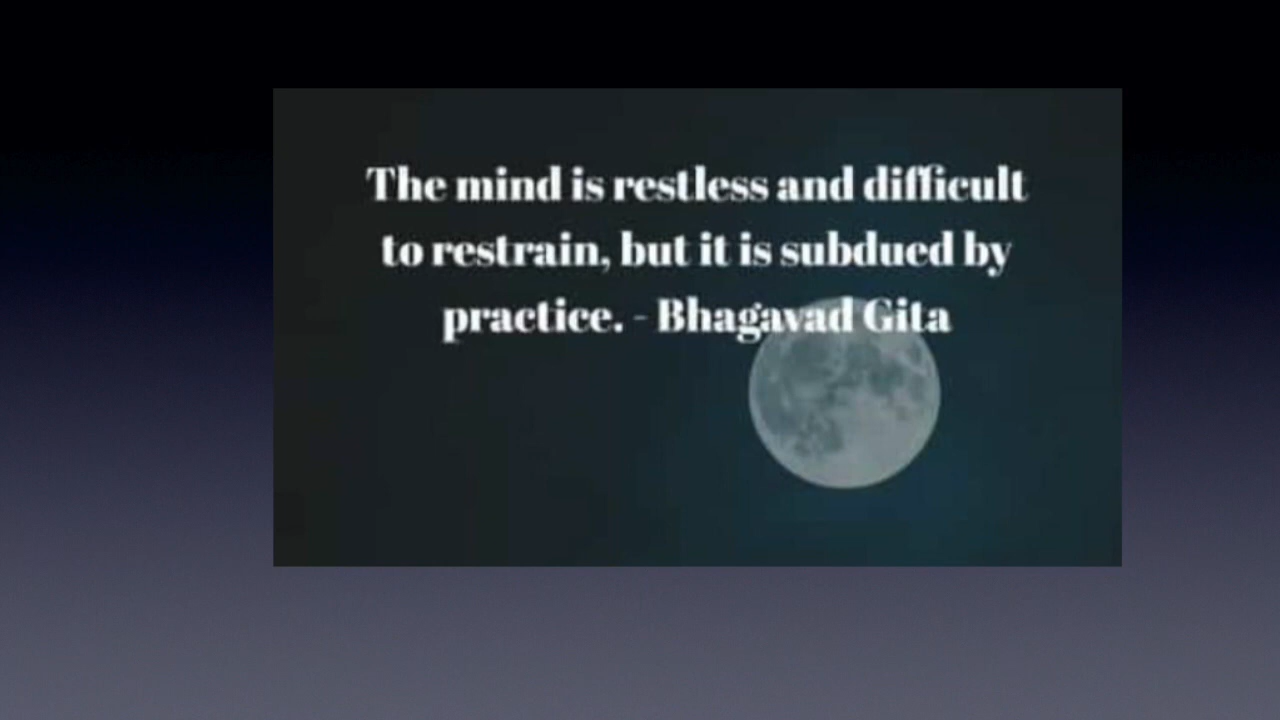 The mind is restless and difficult
to restrain, but it is subdued by
practice. - Bhagavad Gita